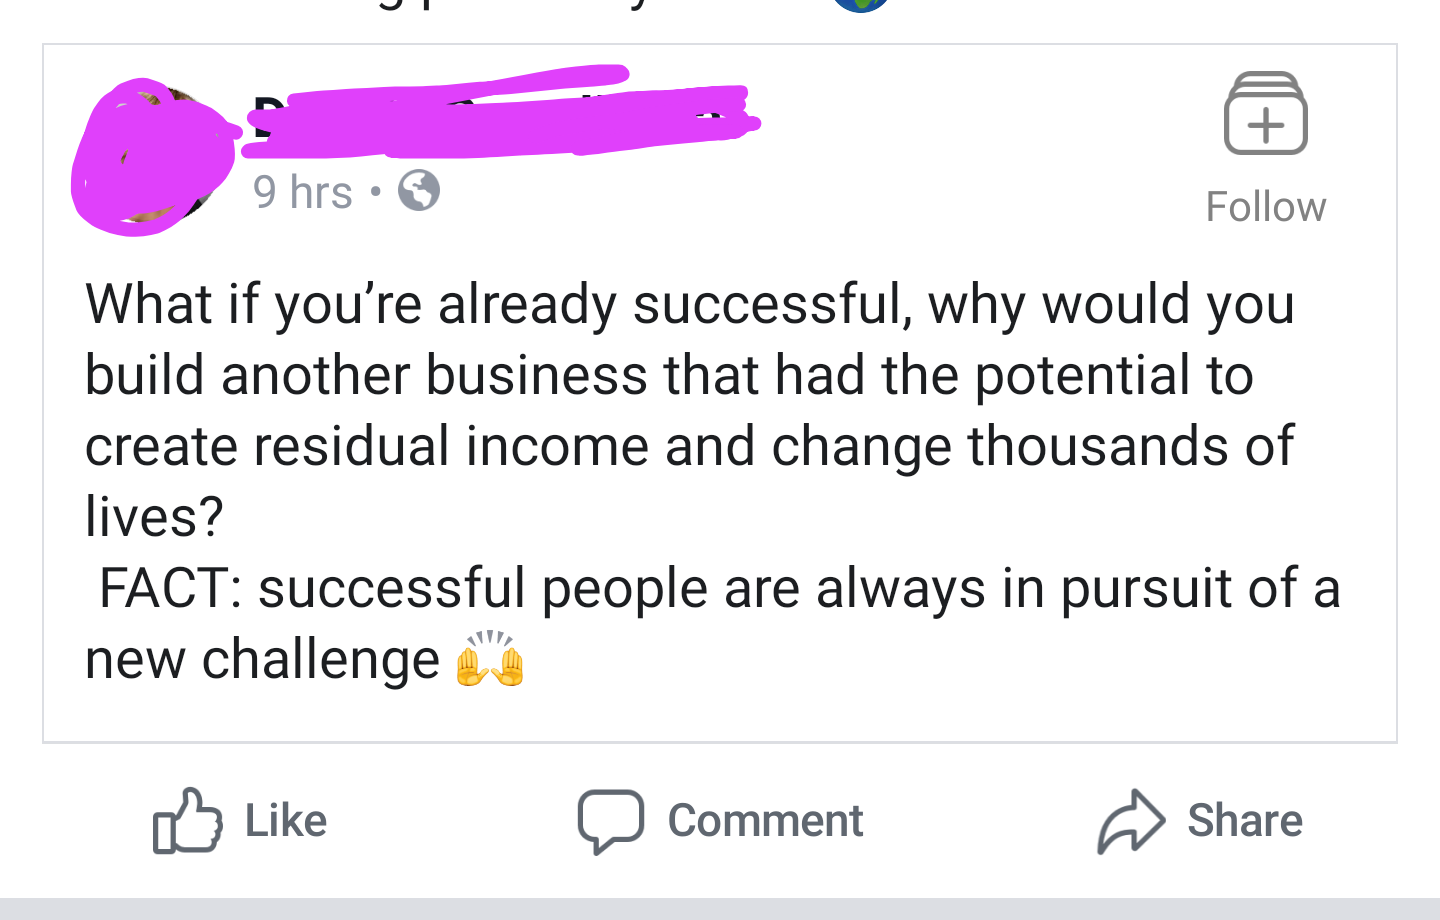 9 hrs •
Follow
What if you’re already successful, why would you
build another business that had the potential to
create residual income and change thousands of
lives?
FACT: successful people are always in pursuit of a
new challenge 🙌
Like
Comment
Share